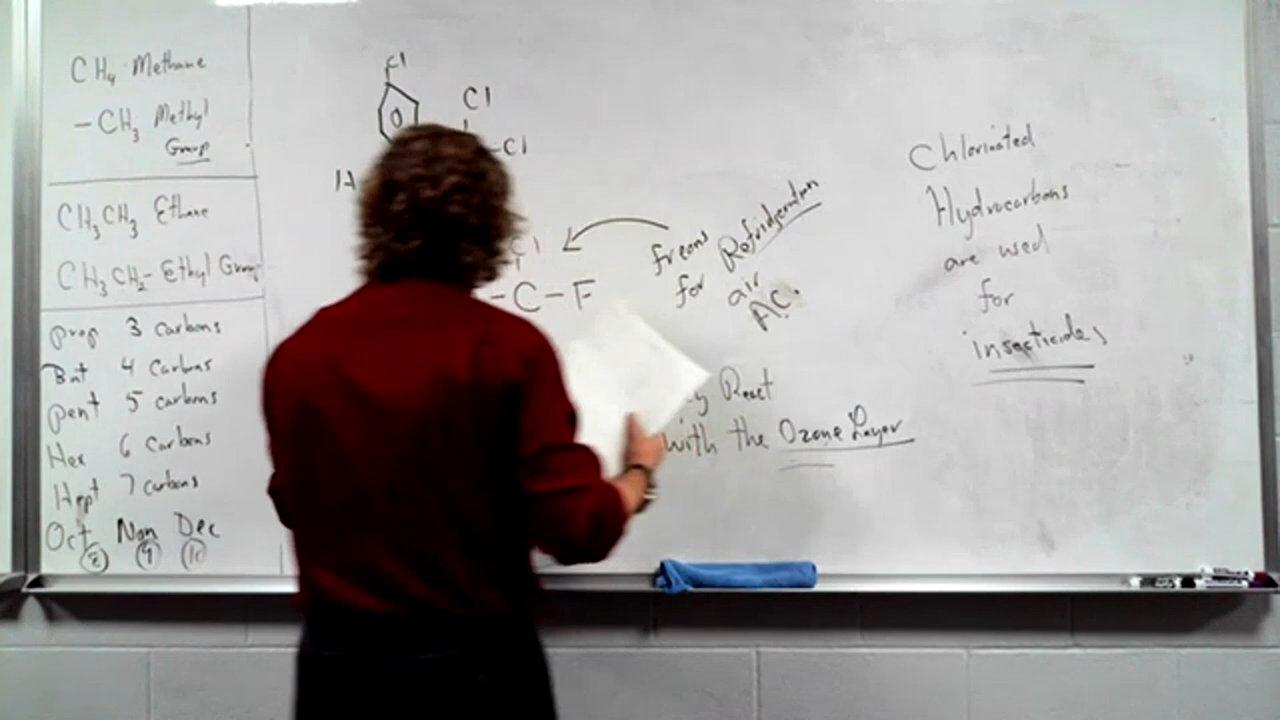 CH4 Methane
-CH3 Methyl
Group
CH3CH3 Ethane
CH3CH2- Ethyl Group
Prop 3 carbons
But 4 carbons
Pent 5 carbons
Hex 6 carbons
Hept 7 carbons
Oct Non Dec
8 9 10
Cl
Cl
-Cl
H
Cl
-C-F
freons
for Refridgeration
air
A.C.
React
with the Ozone Layer
Chlorinated
Hydrocarbons
are used
for
insecticides